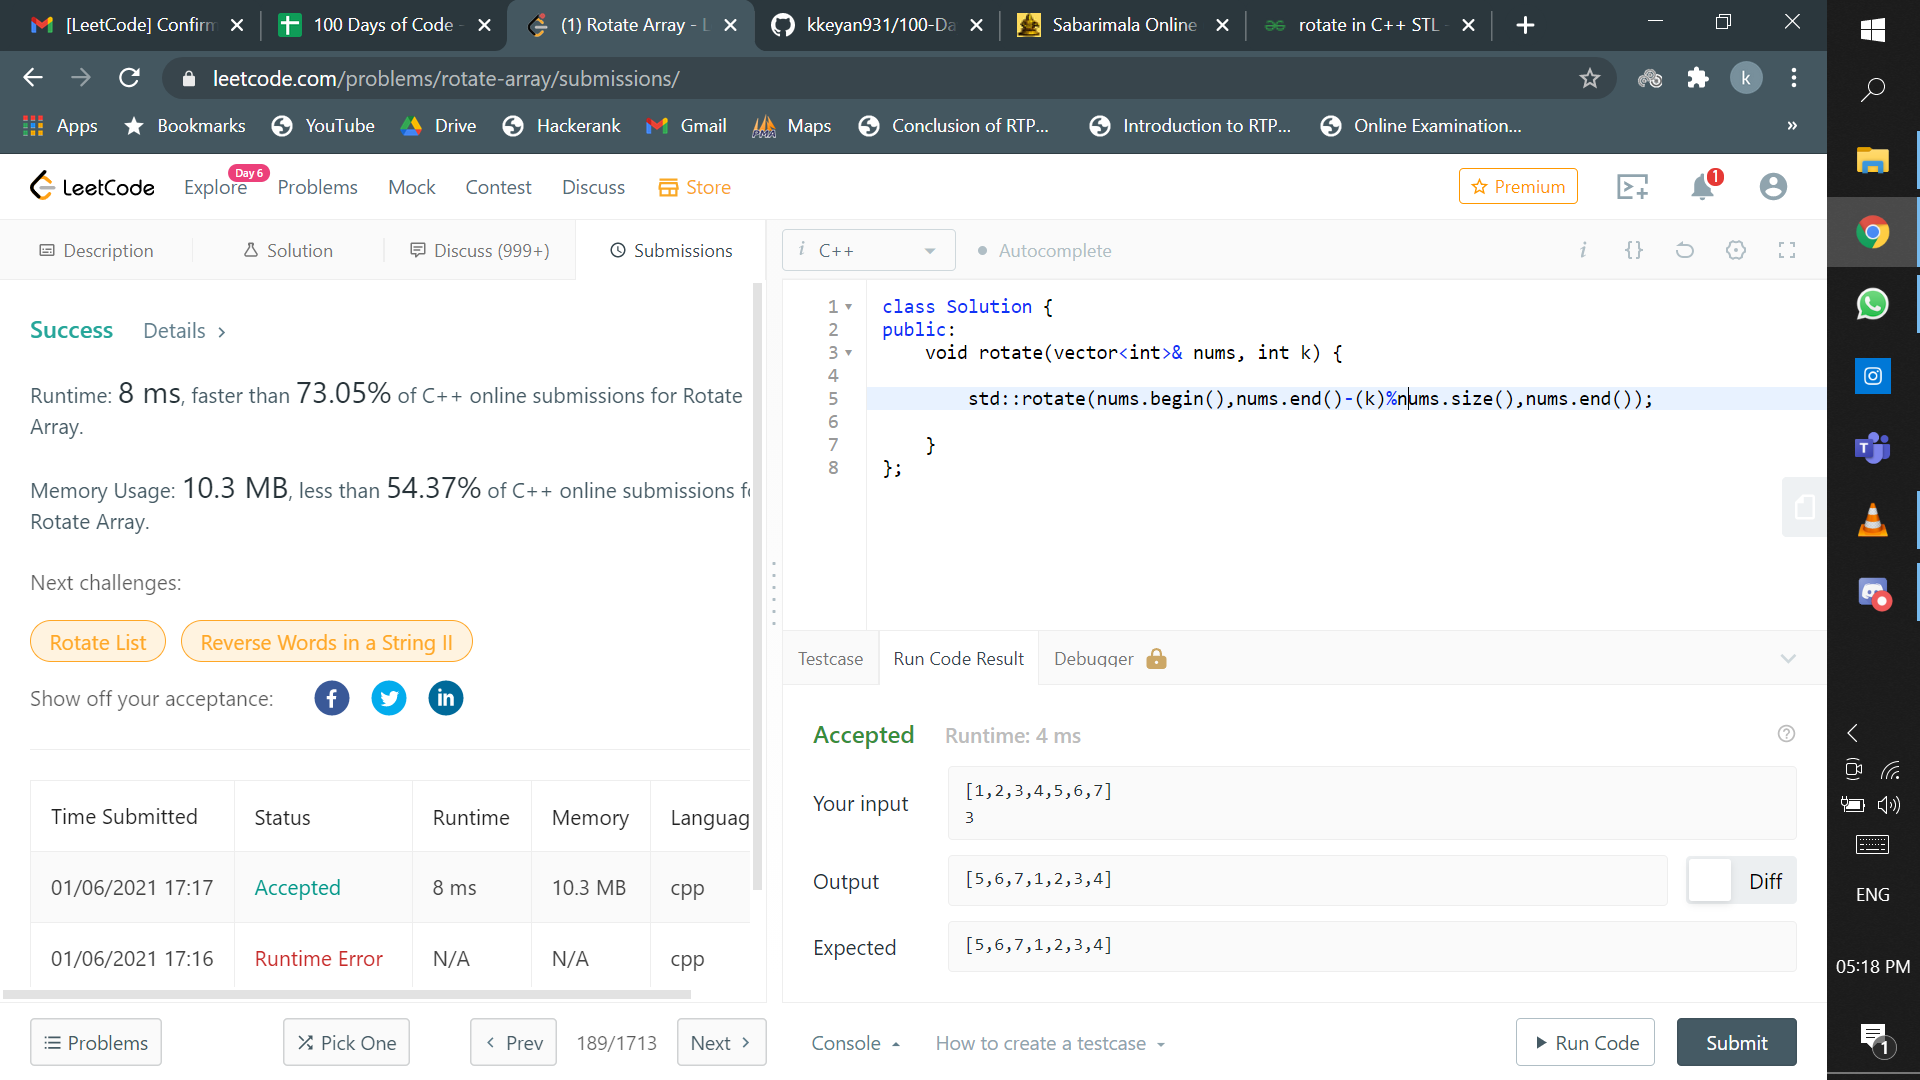 [LeetCode] Confirm
100 Days of Code -
(1) Rotate Array - L
kkeyan931/100-Da
Sabarimala Online
rotate in C++ STL -
leetcode.com/problems/rotate-array/submissions/
k
Apps
Bookmarks
YouTube
Drive
Hackerank
Gmail
Maps
Conclusion of RTP...
Introduction to RTP...
Online Examination...
»
LeetCode
Explore
Day 6
Problems
Mock
Contest
Discuss
Store
Premium
1
Description
Solution
Discuss (999+)
Submissions
i C++
Autocomplete
i
{}
Success
Details >
Runtime: 8 ms, faster than 73.05% of C++ online submissions for Rotate
Array.
Memory Usage: 10.3 MB, less than 54.37% of C++ online submissions fo
Rotate Array.
Next challenges:
Rotate List
Reverse Words in a String II
Show off your acceptance:
Time Submitted Status Runtime Memory Languag
01/06/2021 17:17 Accepted 8 ms 10.3 MB cpp
01/06/2021 17:16 Runtime Error N/A N/A cpp
1 class Solution {
2 public:
3 void rotate(vector<int>& nums, int k) {
4
5 std::rotate(nums.begin(),nums.end()-(k)%nums.size(),nums.end());
6
7 }
8 };
Testcase
Run Code Result
Debugger
Accepted
Runtime: 4 ms
Your input
[1,2,3,4,5,6,7]
3
Output
[5,6,7,1,2,3,4]
Diff
Expected
[5,6,7,1,2,3,4]
Problems
Pick One
< Prev
189/1713
Next >
Console
How to create a testcase
Run Code
Submit
ENG
05:18 PM
1